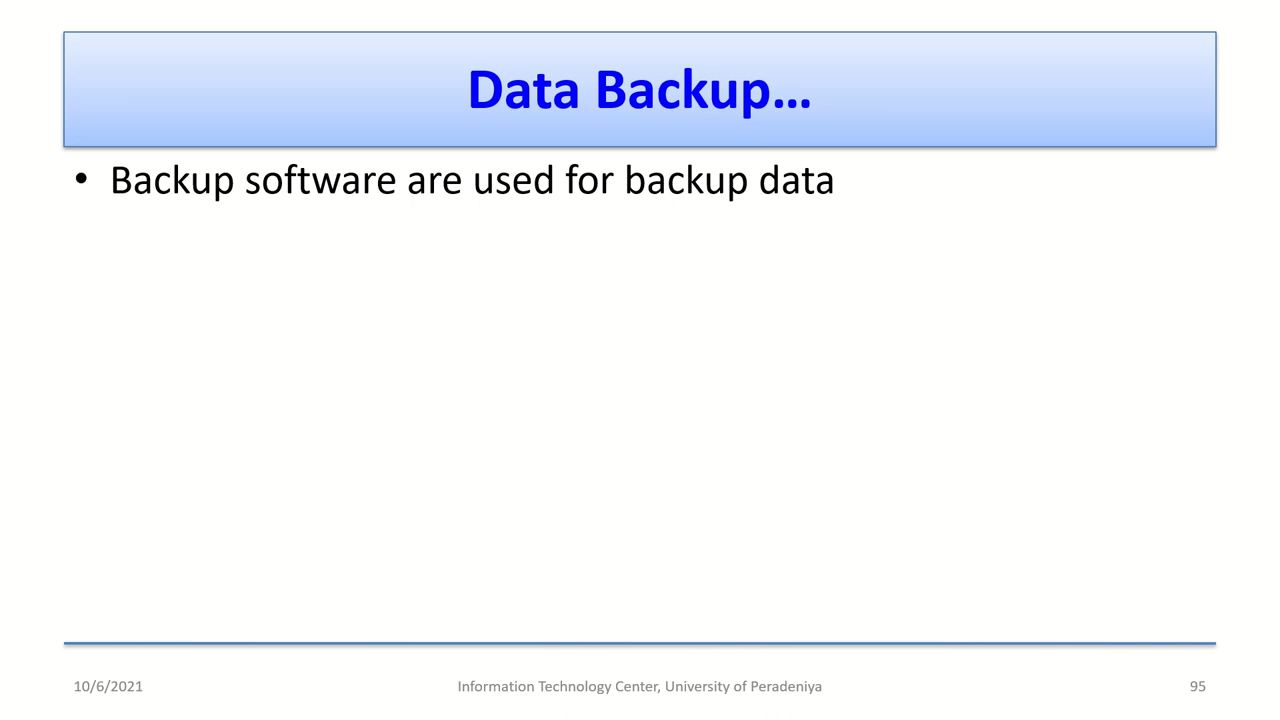 Data Backup...
• Backup software are used for backup data
10/6/2021
Information Technology Center, University of Peradeniya
95